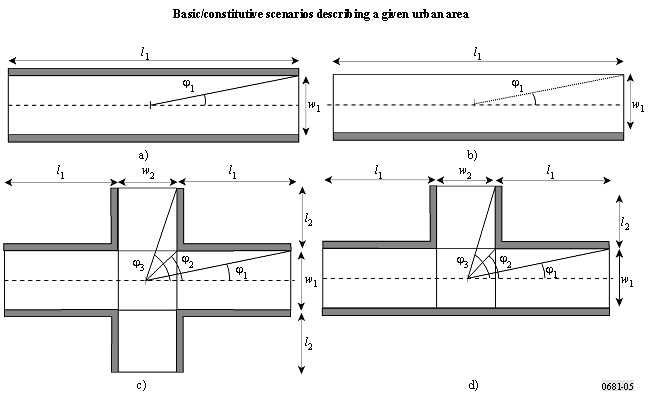 Basic/constitutive scenarios describing a given urban area
l1
l1
φ1
w1
φ1
w1
a)
b)
l1
w2
l1
l1
w2
l1
l2
l2
φ3
φ2
φ1
w1
φ3
φ2
φ1
w1
l2
c)
d)
0681-05